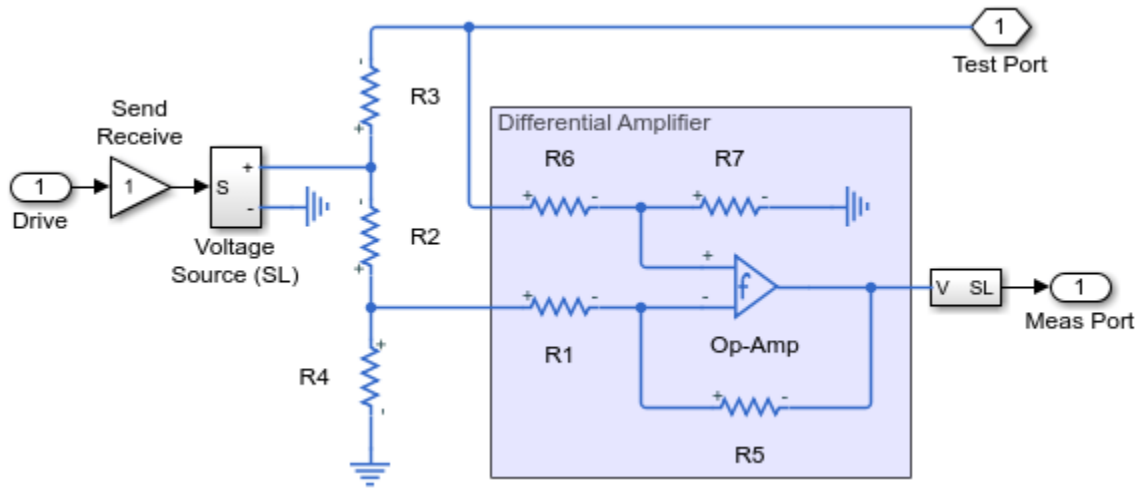 1
Test Port
R3
Send
Receive
Differential Amplifier
R6
R7
+
-
+
-
-
+
1
Drive
1
S
+
-
Voltage
Source (SL)
-
+
R2
+
-
f
+
-
R1
Op-Amp
V SL
1
Meas Port
R4
+
-
+
-
R5